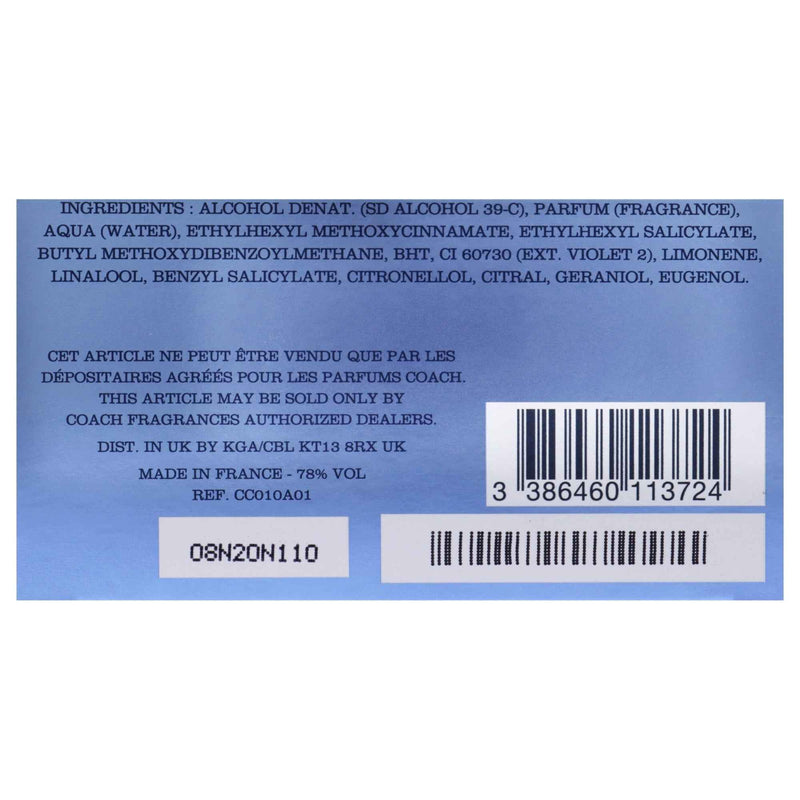 INGREDIENTS : ALCOHOL DENAT. (SD ALCOHOL 39-C), PARFUM (FRAGRANCE),
AQUA (WATER), ETHYLHEXYL METHOXYCINNAMATE, ETHYLHEXYL SALICYLATE,
BUTYL METHOXYDIBENZOYLMETHANE, BHT, CI 60730 (EXT. VIOLET 2), LIMONENE,
LINALOOL, BENZYL SALICYLATE, CITRONELLOL, CITRAL, GERANIOL, EUGENOL.
CET ARTICLE NE PEUT ÊTRE VENDU QUE PAR LES
DÉPOSITAIRES AGRÉÉS POUR LES PARFUMS COACH.
THIS ARTICLE MAY BE SOLD ONLY BY
COACH FRAGRANCES AUTHORIZED DEALERS.
DIST. IN UK BY KGA/CBL KT13 8RX UK
MADE IN FRANCE - 78% VOL
REF. CC010A01
3 386460 113724
08N20N110